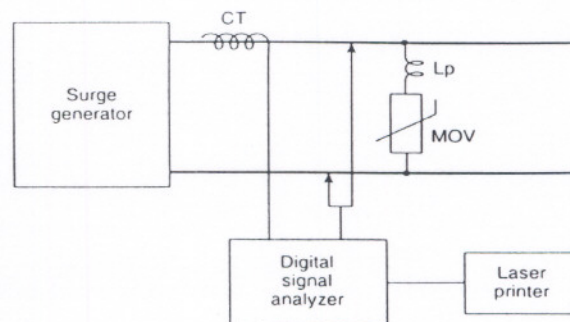 CT
Surge
generator
Lp
MOV
Digital
signal
analyzer
Laser
printer